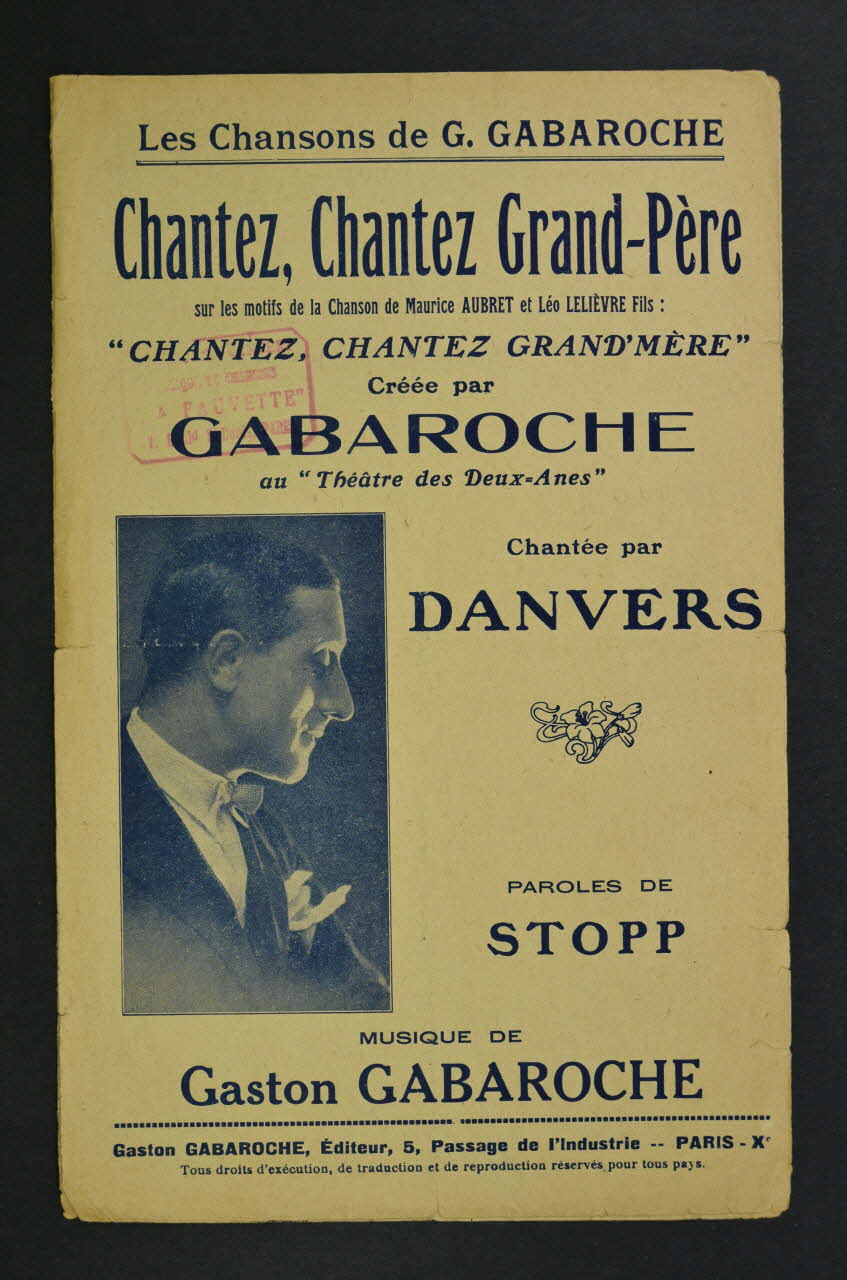 Les Chansons de G. GABAROCHE
Chantez, Chantez Grand-Père
sur les motifs de la Chanson de Maurice AUBRET et Léo LELIÈVRE Fils :
"CHANTEZ, CHANTEZ GRAND'MÈRE"
Créée par
FAUVETTE"
GABAROCHE
au "Théâtre des Deux=Anes"
Chantée par
DANVERS
PAROLES DE
STOPP
MUSIQUE DE
Gaston GABAROCHE
Gaston GABAROCHE, Éditeur, 5, Passage de l'Industrie -- PARIS - Xe
Tous droits d'exécution, de traduction et de reproduction réservés pour tous pays.